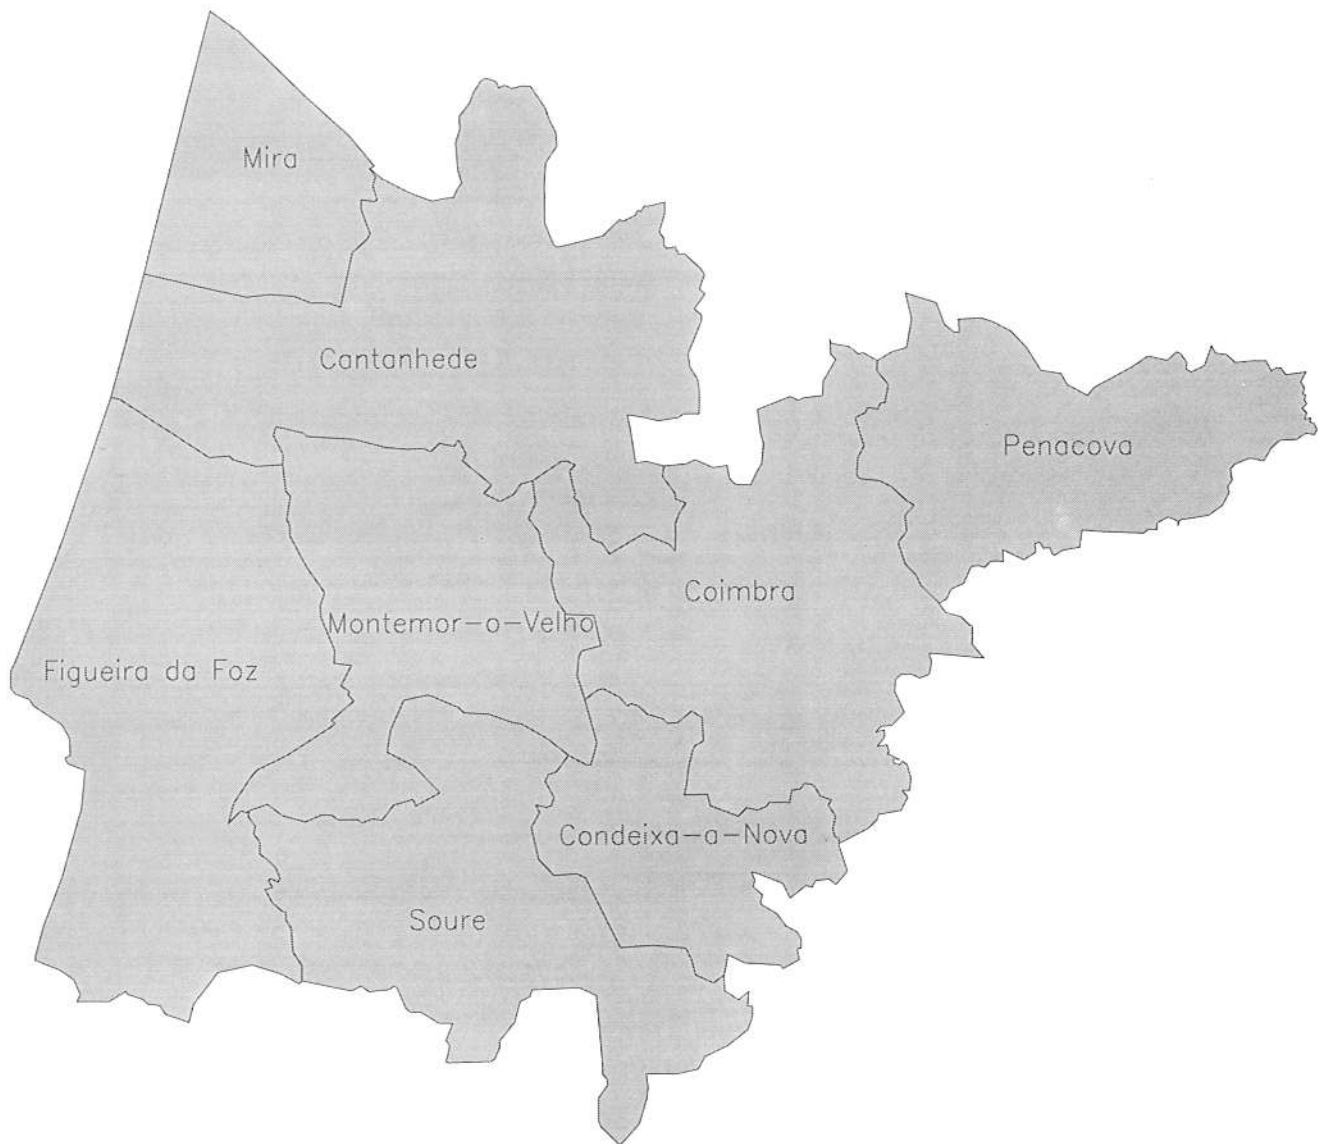 Mira
Cantanhede
Penacova
Coimbra
Montemor-o-Velho
Figueira da Foz
Condeixa-a-Nova
Soure